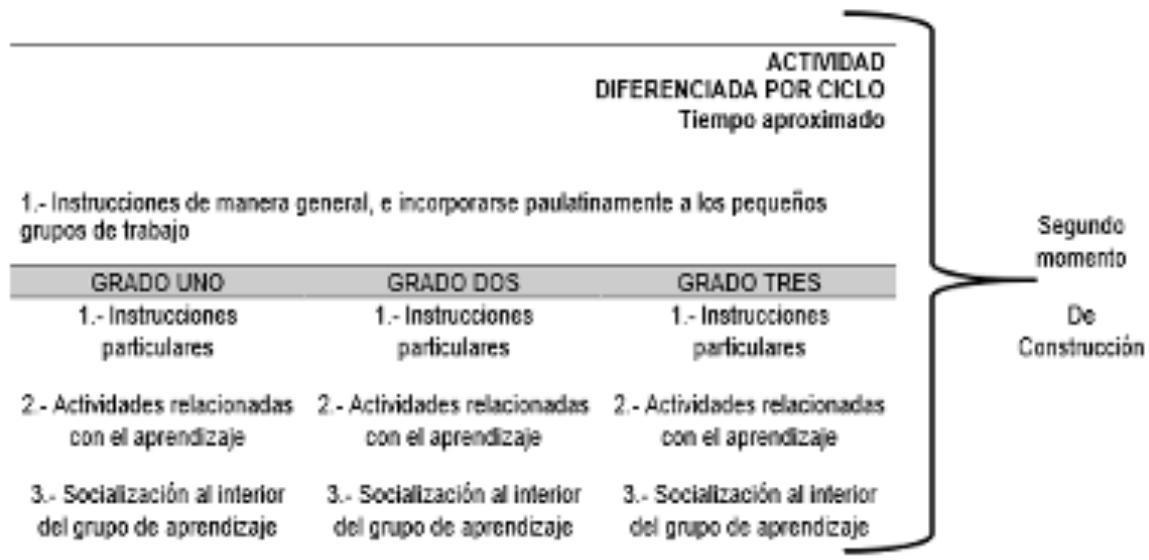 ACTIVIDAD
DIFERENCIADA POR CICLO
Tiempo aproximado
1.- Instrucciones de manera general, e incorporarse paulatinamente a los pequeños
grupos de trabajo
GRADO UNO GRADO DOS GRADO TRES
1.- Instrucciones 1.- Instrucciones 1.- Instrucciones
particulares particulares particulares
2.- Actividades relacionadas 2.- Actividades relacionadas 2.- Actividades relacionadas
con el aprendizaje con el aprendizaje con el aprendizaje
3.- Socialización al interior 3.- Socialización al interior 3.- Socialización al interior
del grupo de aprendizaje del grupo de aprendizaje del grupo de aprendizaje
Segundo
momento
De
Construcción